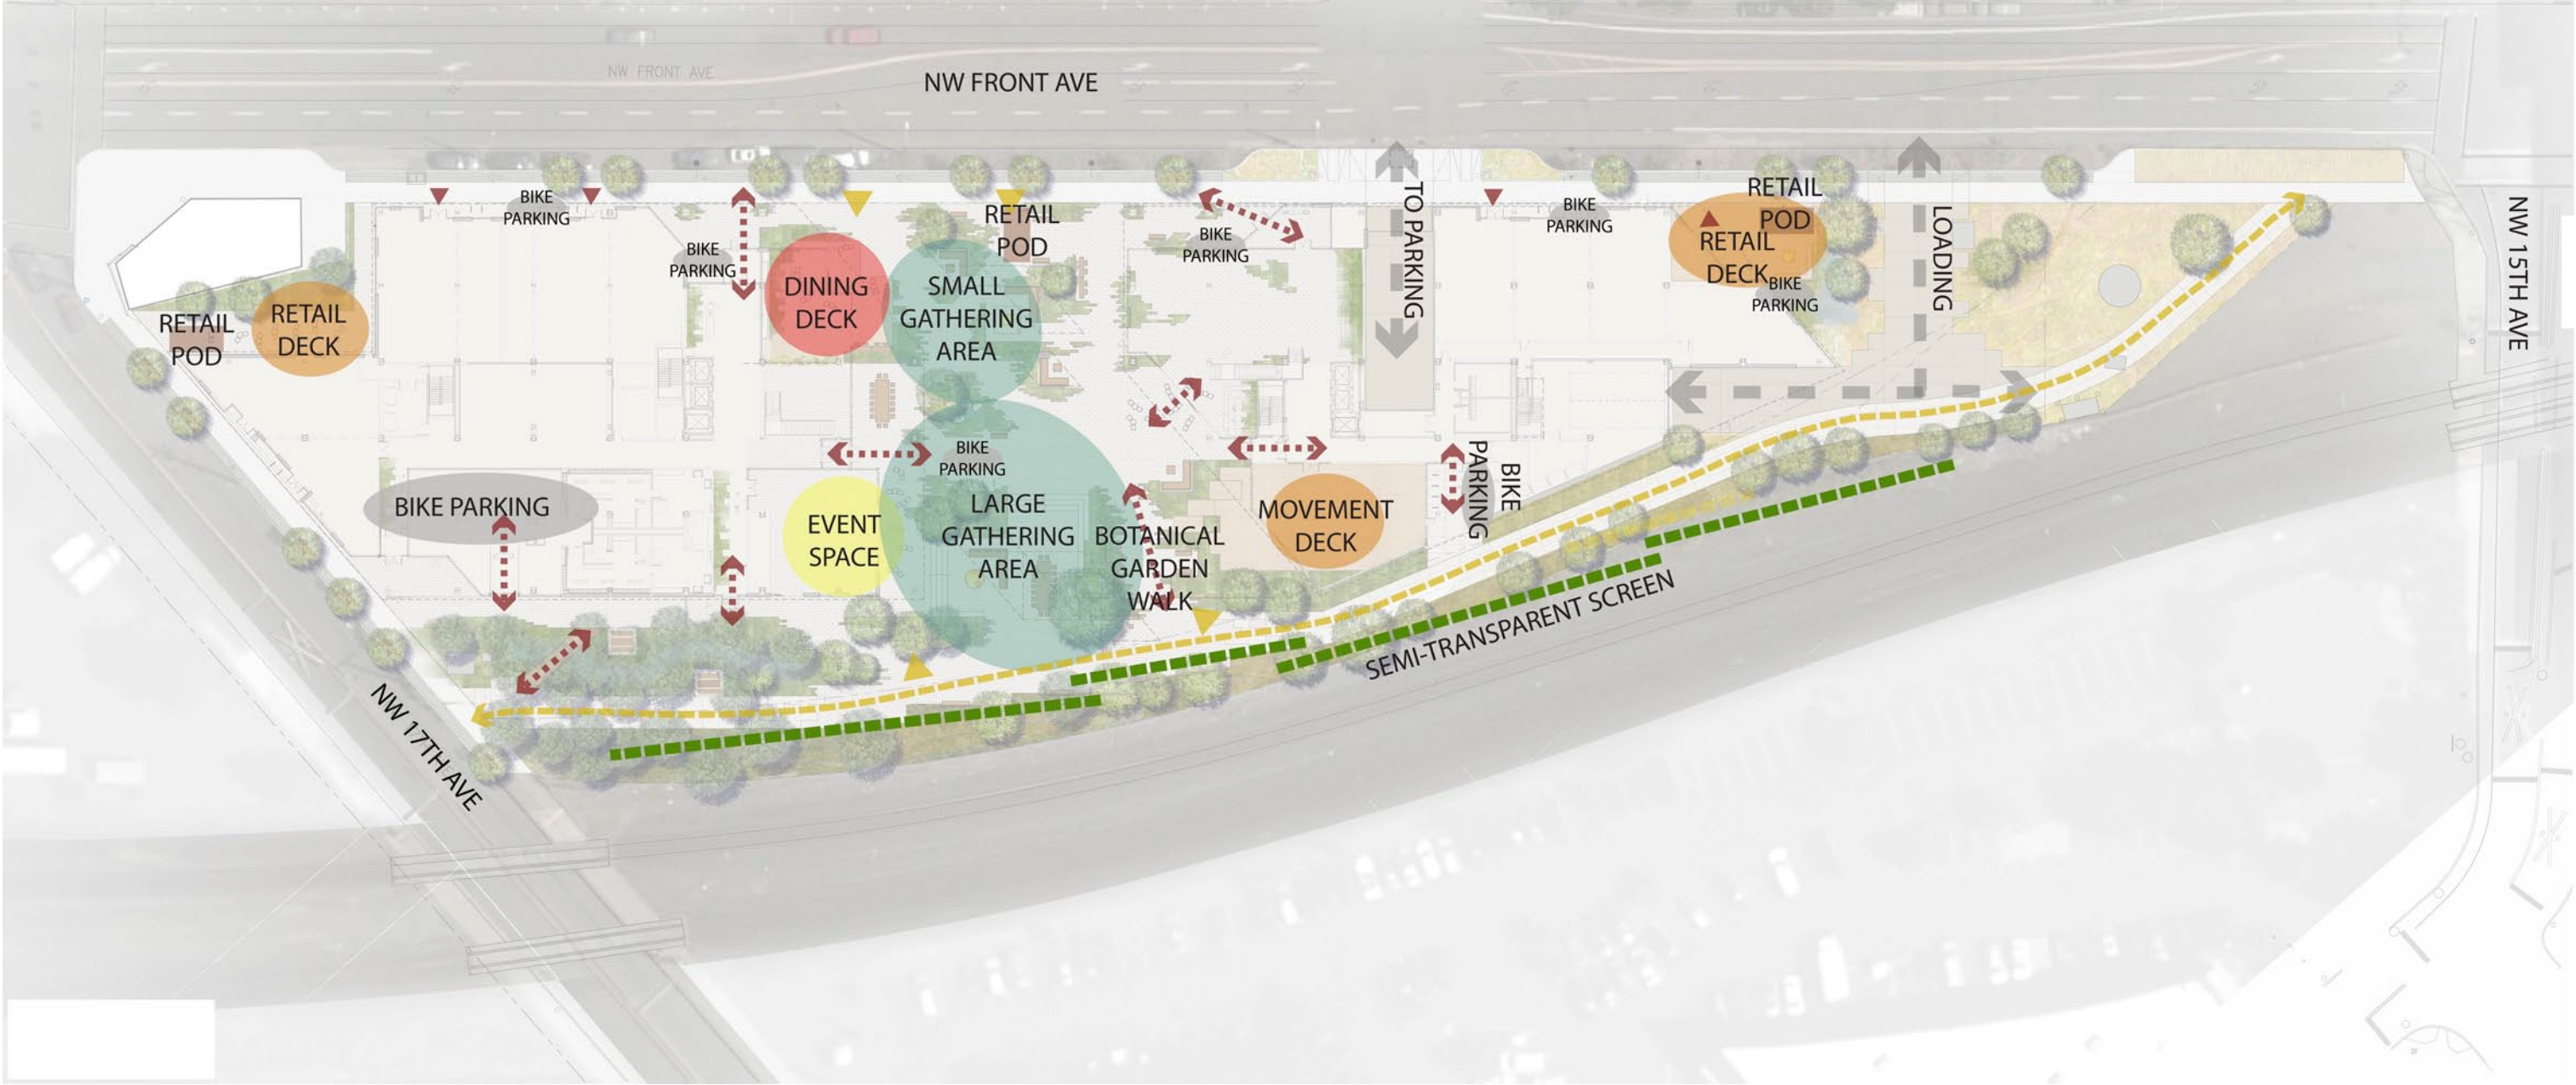 NW FRONT AVE
NW FRONT AVE
BIKE
PARKING
BIKE
PARKING
RETAIL
POD
BIKE
PARKING
TO PARKING
BIKE
PARKING
RETAIL
POD
RETAIL
DECK
BIKE
PARKING
LOADING
NW 15TH AVE
RETAIL
POD
RETAIL
DECK
DINING
DECK
SMALL
GATHERING
AREA
BIKE PARKING
EVENT
SPACE
BIKE
PARKING
LARGE
GATHERING
AREA
BOTANICAL
GARDEN
WALK
MOVEMENT
DECK
BIKE
PARKING
SEMI-TRANSPARENT SCREEN
NW 17TH AVE